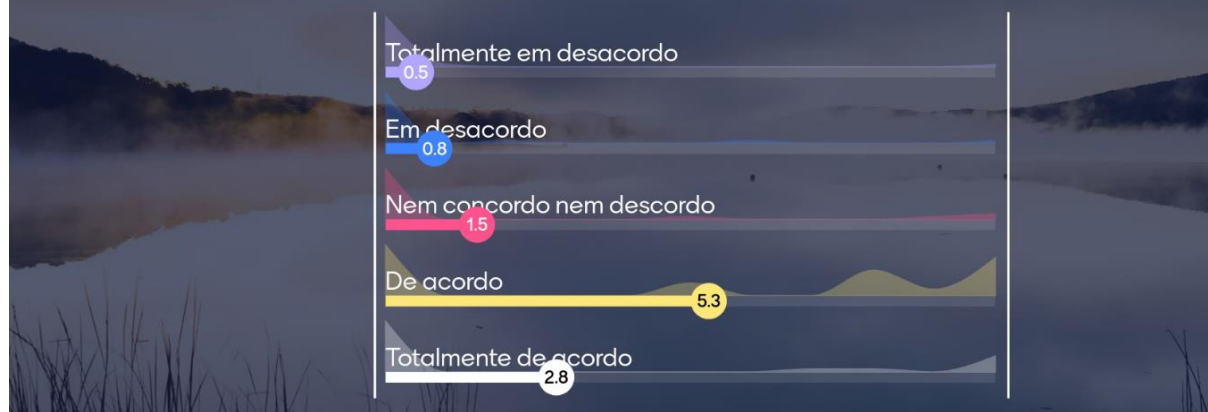 Totalmente em desacordo
0.5
Em desacordo
0.8
Nem concordo nem descordo
1.5
De acordo
5.3
Totalmente de acordo
2.8